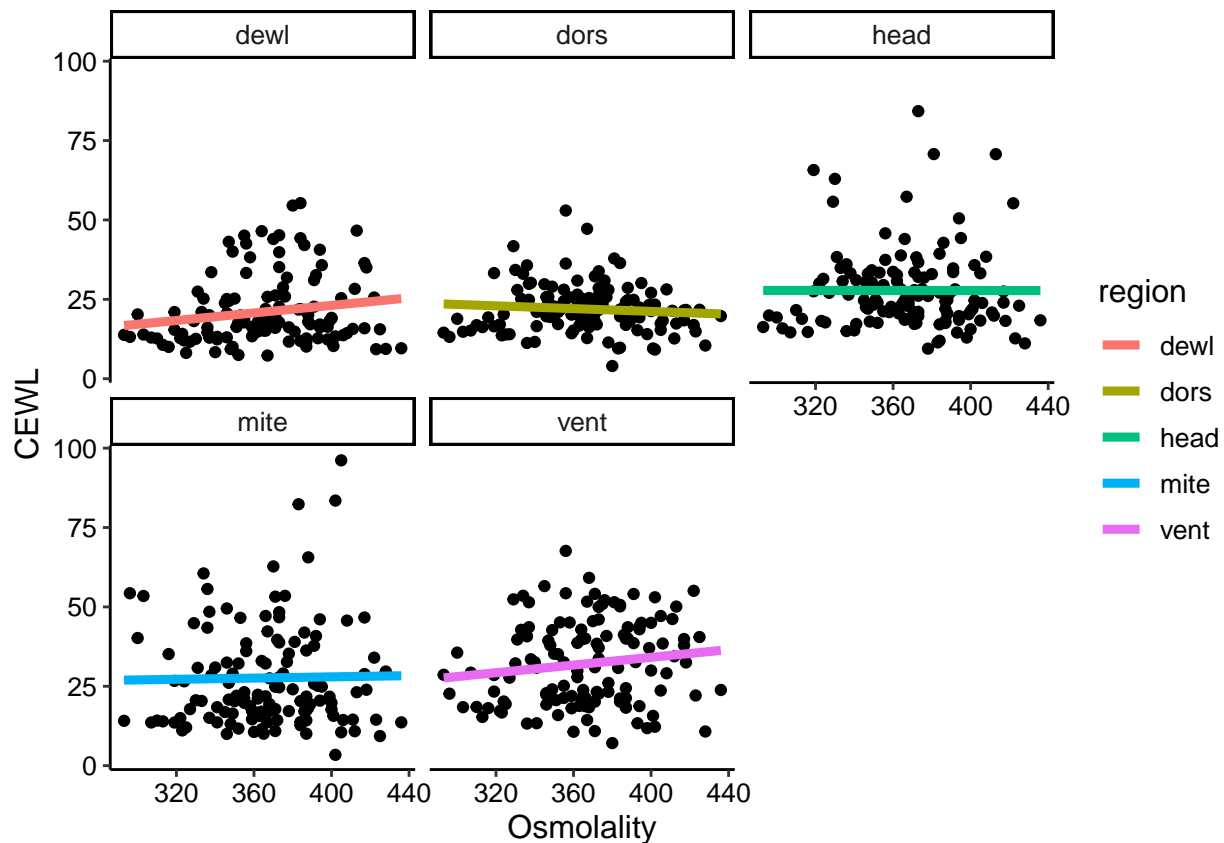 dewl dors head
100
75
50
25
0
320 360 400 440
mite vent
100
75
50
25
0
320 360 400 440 320 360 400 440
CEWL
Osmolality
region
dewl
dors
head
mite
vent